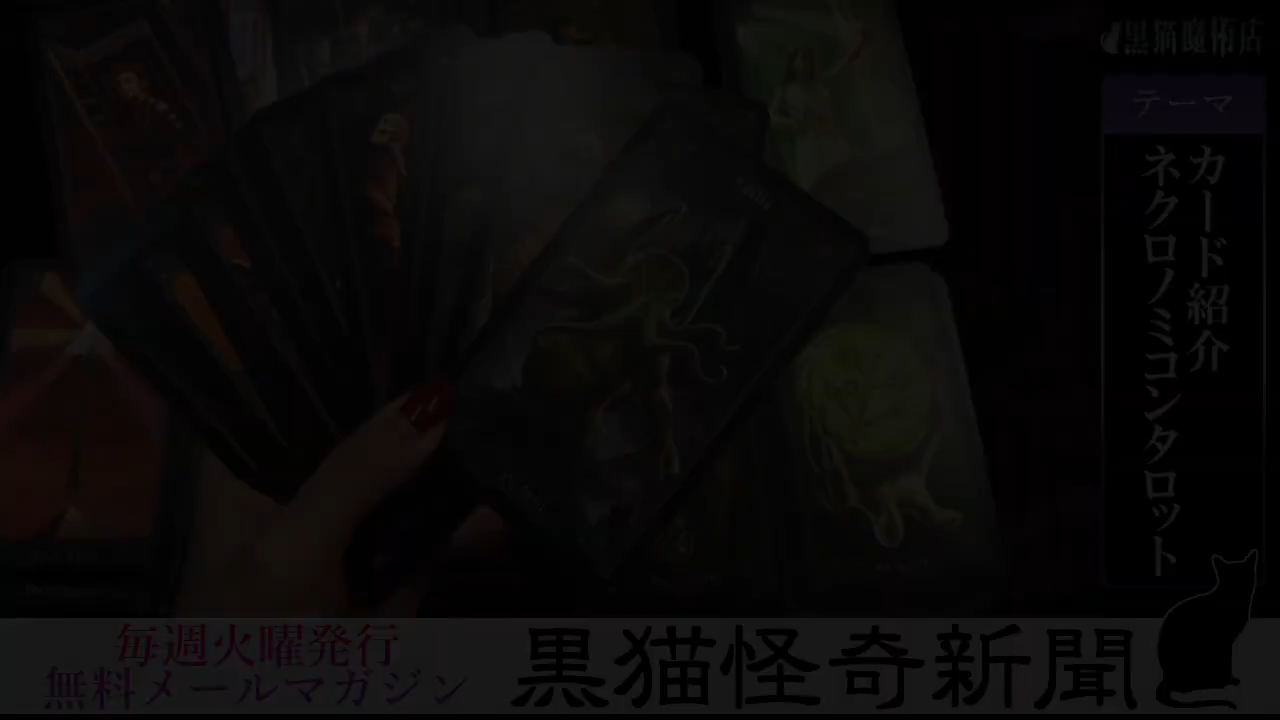 黒猫魔術店
テーマ
カード紹介
ネクロノミコンタロット
毎週火曜発行
無料メールマガジン
黒猫怪奇新聞